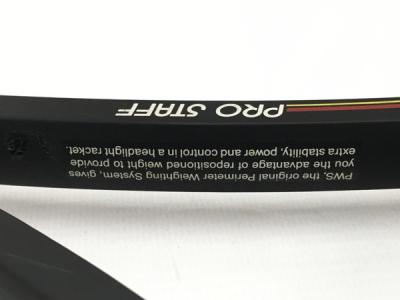 PRO STAFF
PWS, the original Perimeter Weighting System, gives
you the advantage of repositioned weight to provide
extra stability, power and control in a headlight racket.